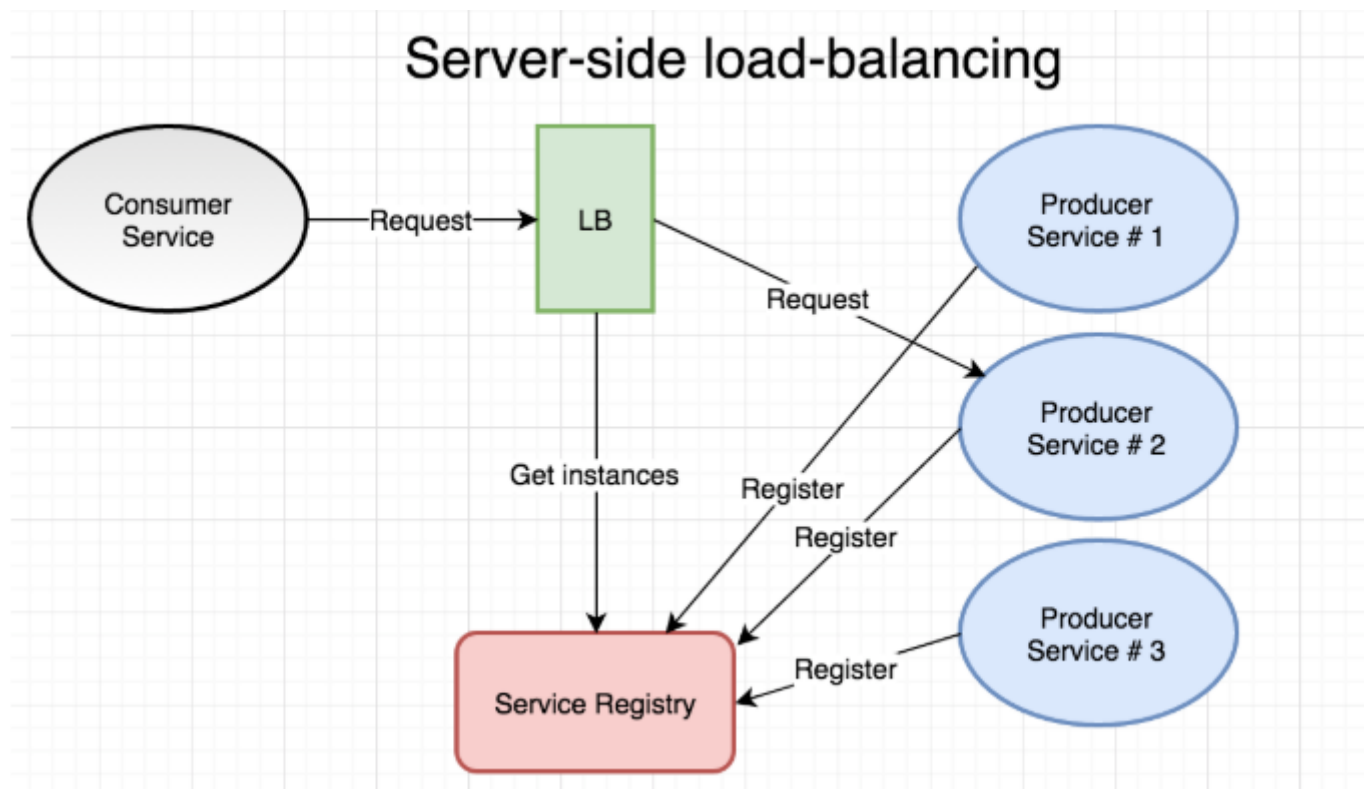 Server-side load-balancing
Consumer
Service
Request
LB
Request
Producer
Service # 1
Producer
Service # 2
Get instances
Register
Register
Producer
Service # 3
Register
Service Registry